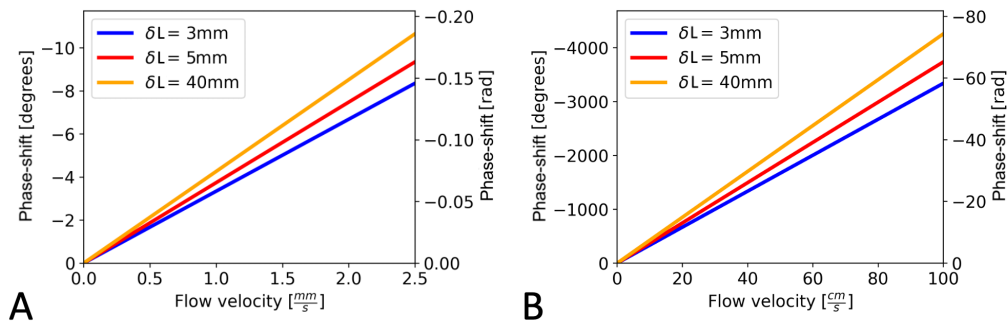 δL= 3mm
δL= 5mm
δL= 40mm
Phase-shift [degrees]
−10
−8
−6
−4
−2
0
−0.20
−0.15
−0.10
−0.05
0.00
Phase-shift [rad]
0.0 0.5 1.0 1.5 2.0 2.5
Flow velocity [mm/s]
A
δL= 3mm
δL= 5mm
δL= 40mm
Phase-shift [degrees]
−4000
−3000
−2000
−1000
0
−80
−60
−40
−20
0
Phase-shift [rad]
0 20 40 60 80 100
Flow velocity [cm/s]
B